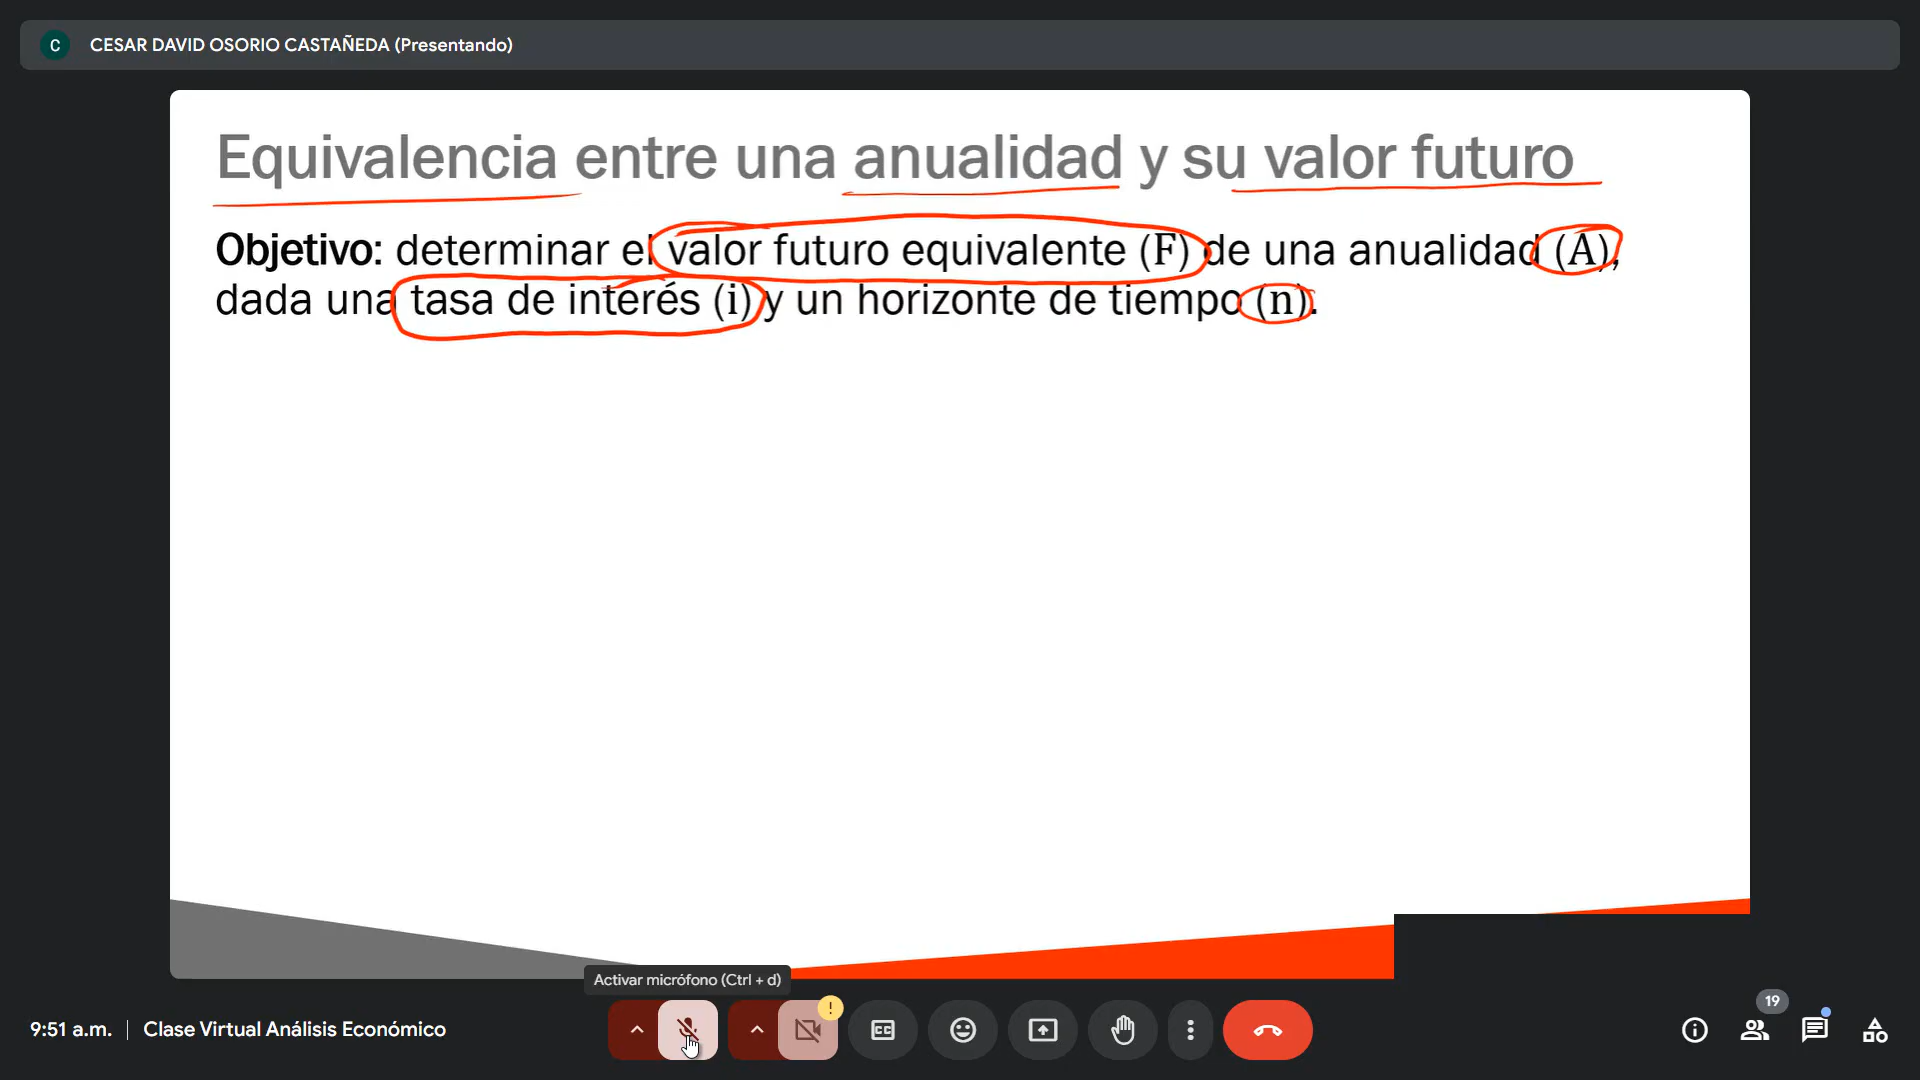 C CESAR DAVID OSORIO CASTAÑEDA (Presentando)
Equivalencia entre una anualidad y su valor futuro
Objetivo: determinar el valor futuro equivalente (F) de una anualidad (A),
dada una tasa de interés (i) y un horizonte de tiempo (n).
Activar micrófono (Ctrl + d)
!
19
9:51 a.m. | Clase Virtual Análisis Económico
CC